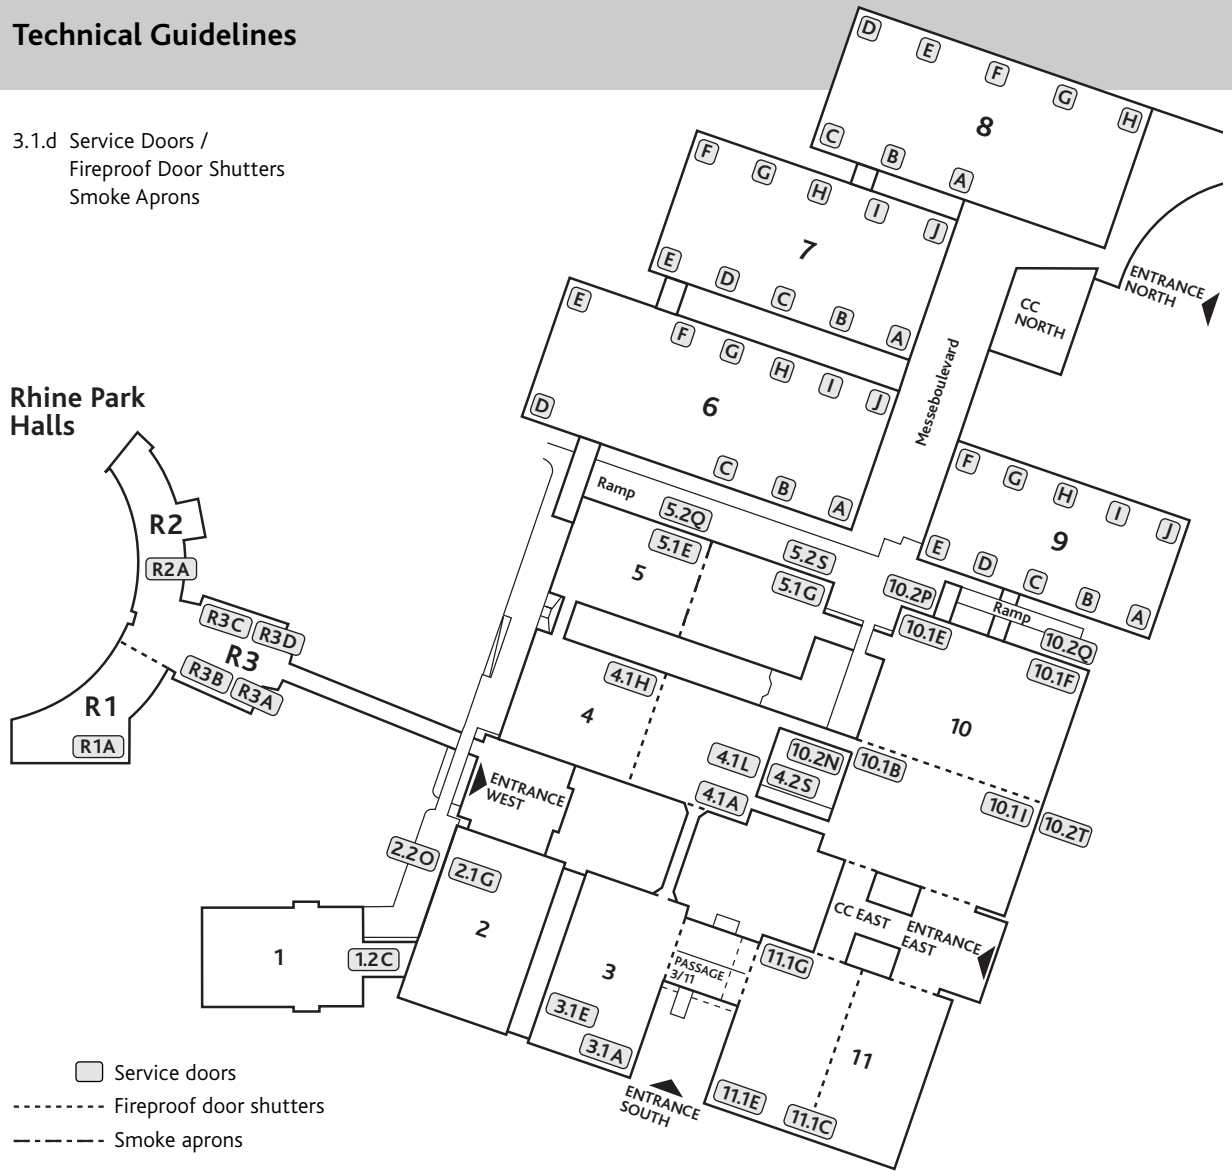 Technical Guidelines
3.1.d Service Doors /
Fireproof Door Shutters
Smoke Aprons
D
E
F
G
H
8
C
B
A
F
G
H
I
J
7
E
D
C
B
A
ENTRANCE
NORTH
CC
NORTH
Messeboulevard
E
F
G
H
I
J
6
D
C
B
A
Rhine Park
Halls
R2
R2A
R3C
R3D
R3
R3B
R3A
R1
R1A
F
G
H
I
J
9
E
D
C
B
A
Ramp
5.2Q
5.1E
5.2S
5
5.1G
10.2P
Ramp
10.1E
10.2Q
10.1F
4.1H
4
10
4.1L
10.2N
4.2S
10.1B
4.1A
10.1I
10.2T
ENTRANCE
WEST
2.2O
2.1G
2
1
1.2C
3
3.1E
3.1A
PASSAGE
3/11
CC EAST
ENTRANCE
EAST
11.1G
11
11.1E
11.1C
ENTRANCE
SOUTH
Service doors
Fireproof door shutters
Smoke aprons